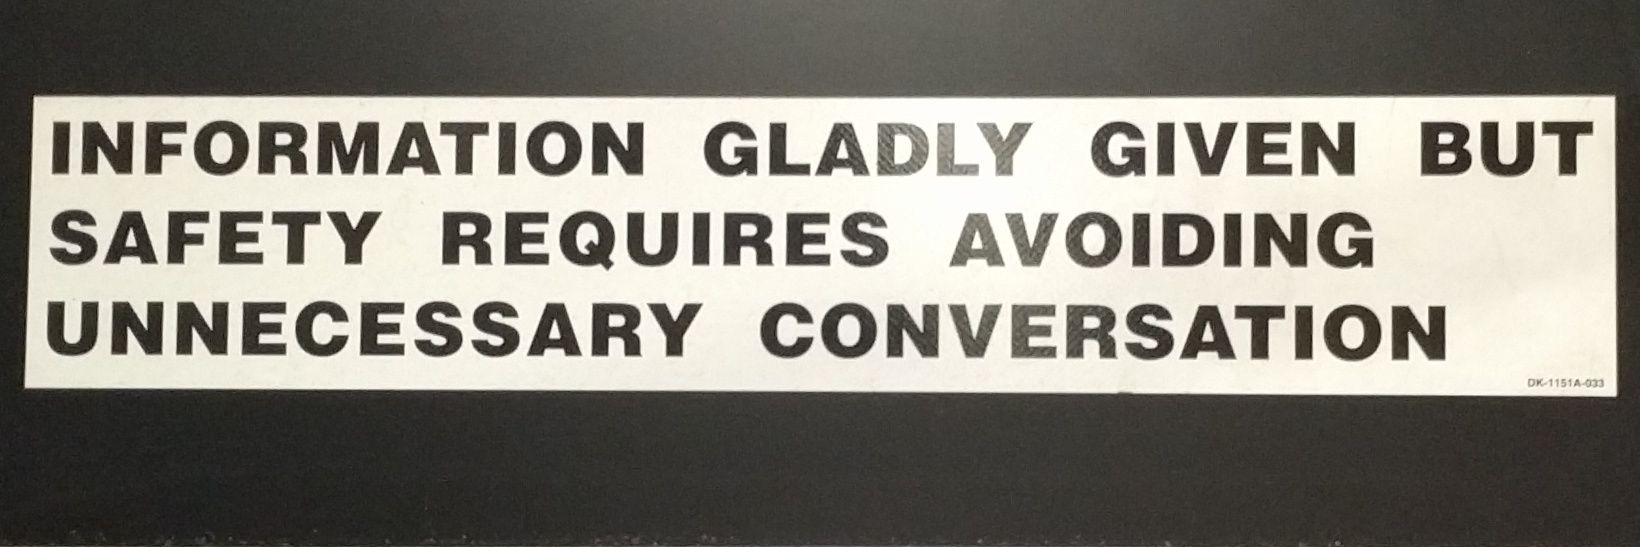 INFORMATION GLADLY GIVEN BUT
SAFETY REQUIRES AVOIDING
UNNECESSARY CONVERSATION
DK-1151A-033